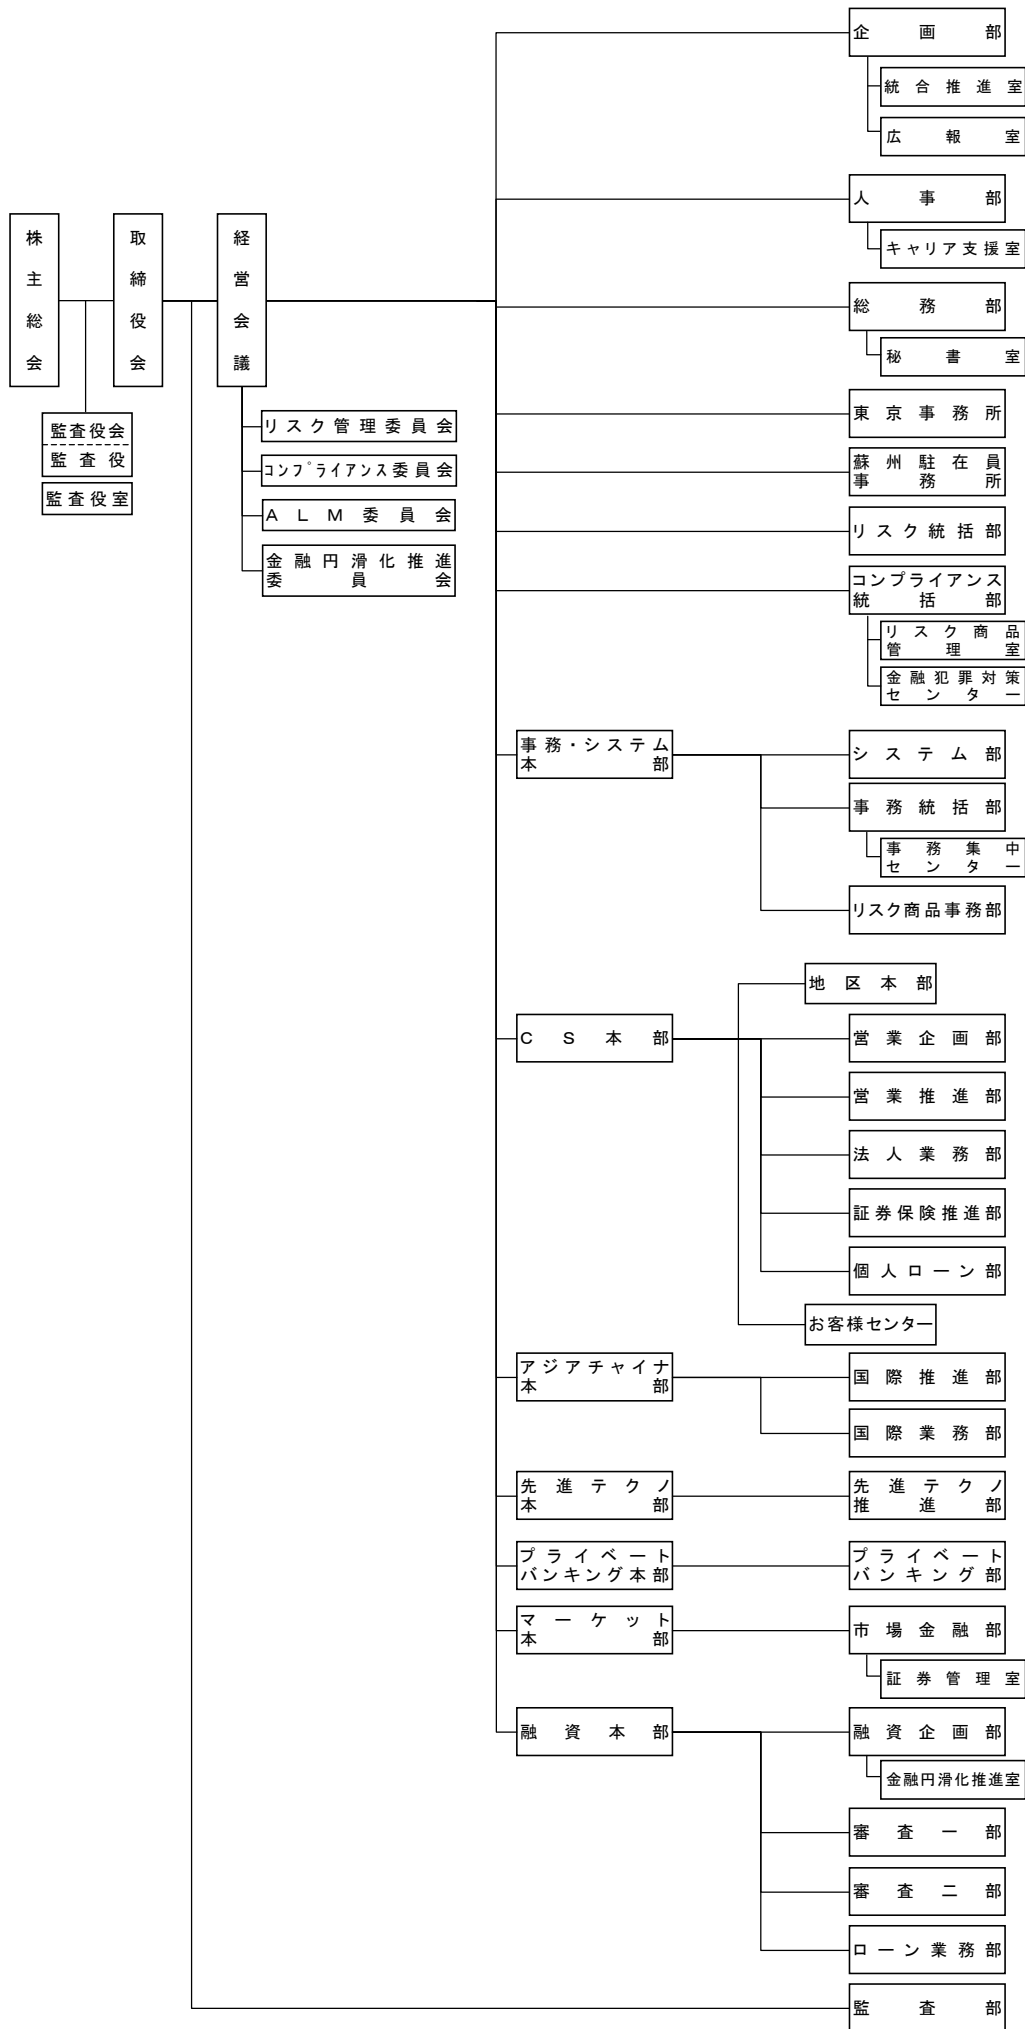 株主総会
取締役会
経営会議
監査役会
監査役
監査役室
リスク管理委員会
コンプライアンス委員会
ＡＬＭ委員会
金融円滑化推進
委員会
企画部
統合推進室
広報室
人事部
キャリア支援室
総務部
秘書室
東京事務所
蘇州駐在員
事務所
リスク統括部
コンプライアンス
統括部
リスク商品
管理室
金融犯罪対策
センター
事務・システム
本部
システム部
事務統括部
事務集中
センター
リスク商品事務部
ＣＳ本部
地区本部
営業企画部
営業推進部
法人業務部
証券保険推進部
個人ローン部
お客様センター
アジアチャイナ
本部
国際推進部
国際業務部
先進テクノ
本部
先進テクノ
推進部
プライベート
バンキング本部
プライベート
バンキング部
マーケット
本部
市場金融部
証券管理室
融資本部
融資企画部
金融円滑化推進室
審査一部
審査二部
ローン業務部
監査部